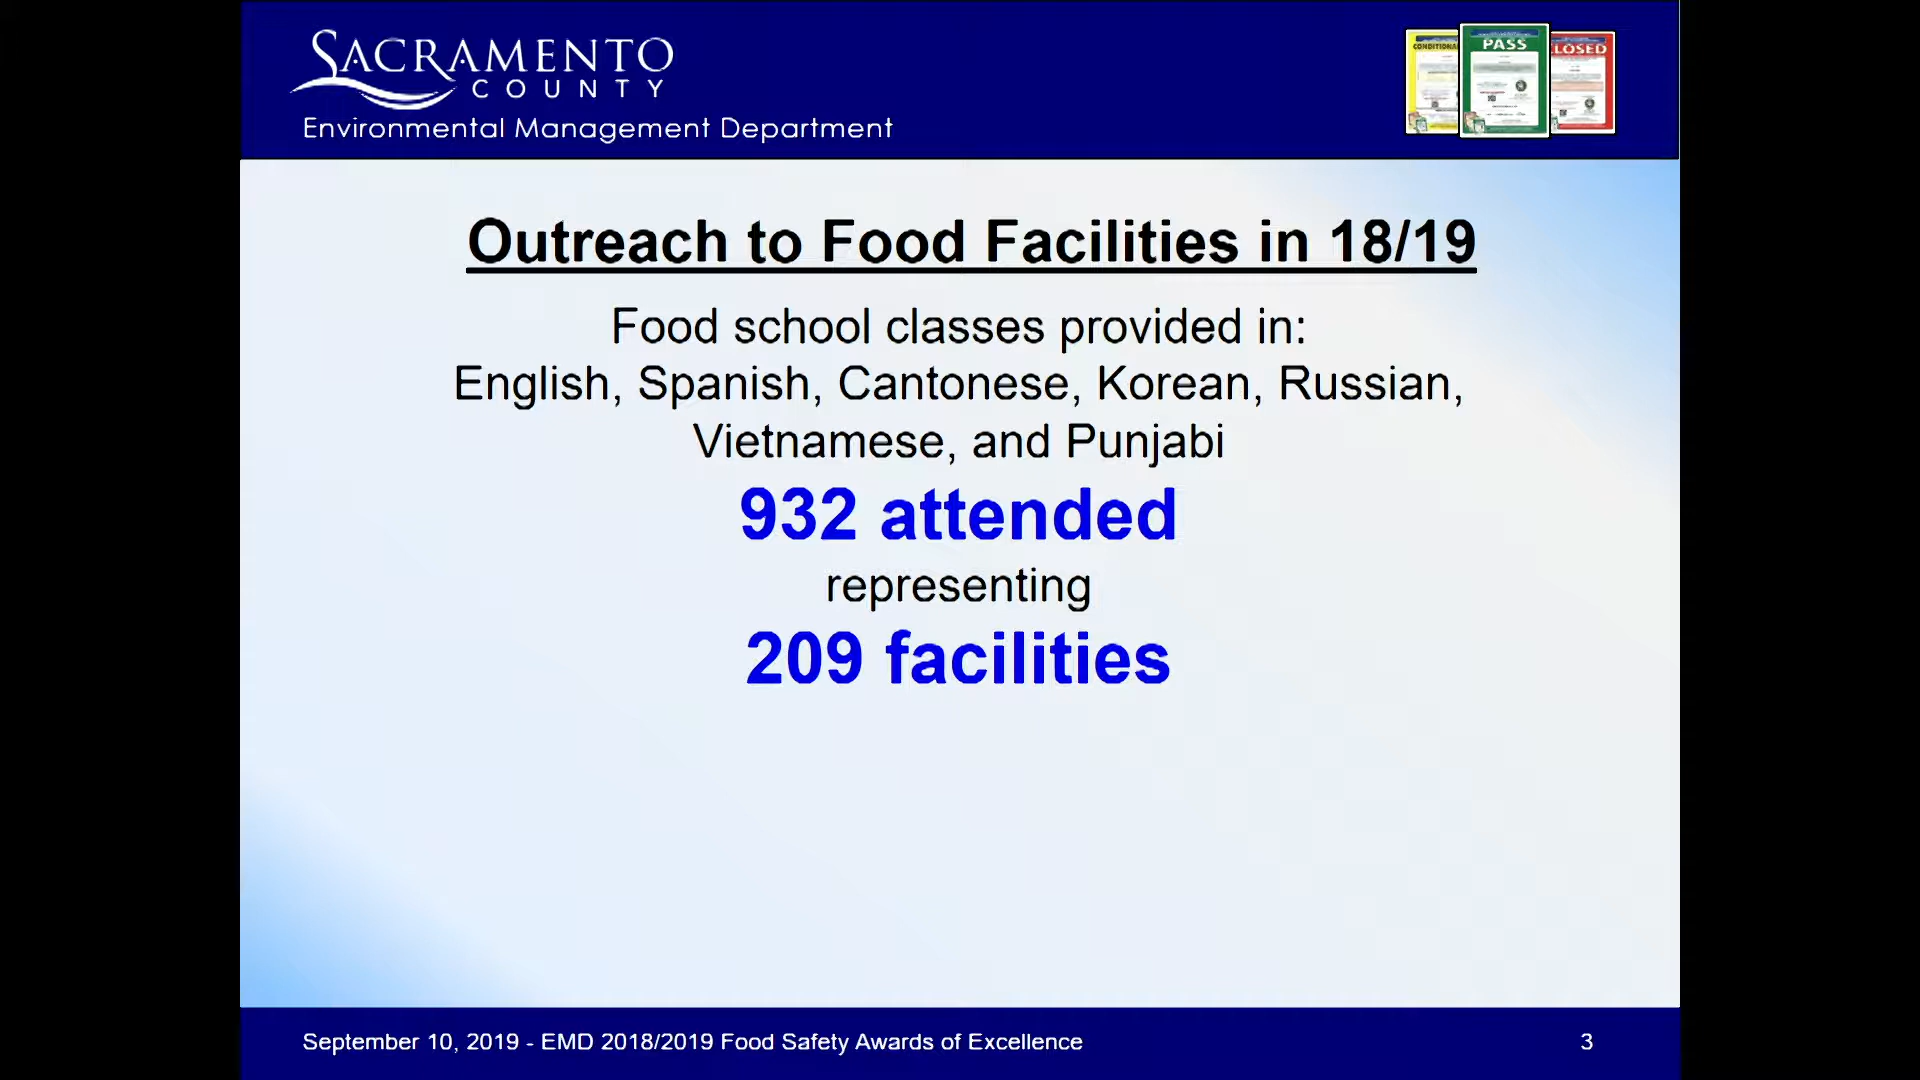 SACRAMENTO
COUNTY
Environmental Management Department
CONDITIONA
PASS
LOSED
Outreach to Food Facilities in 18/19
Food school classes provided in:
English, Spanish, Cantonese, Korean, Russian,
Vietnamese, and Punjabi
932 attended
representing
209 facilities
September 10, 2019 - EMD 2018/2019 Food Safety Awards of Excellence
3